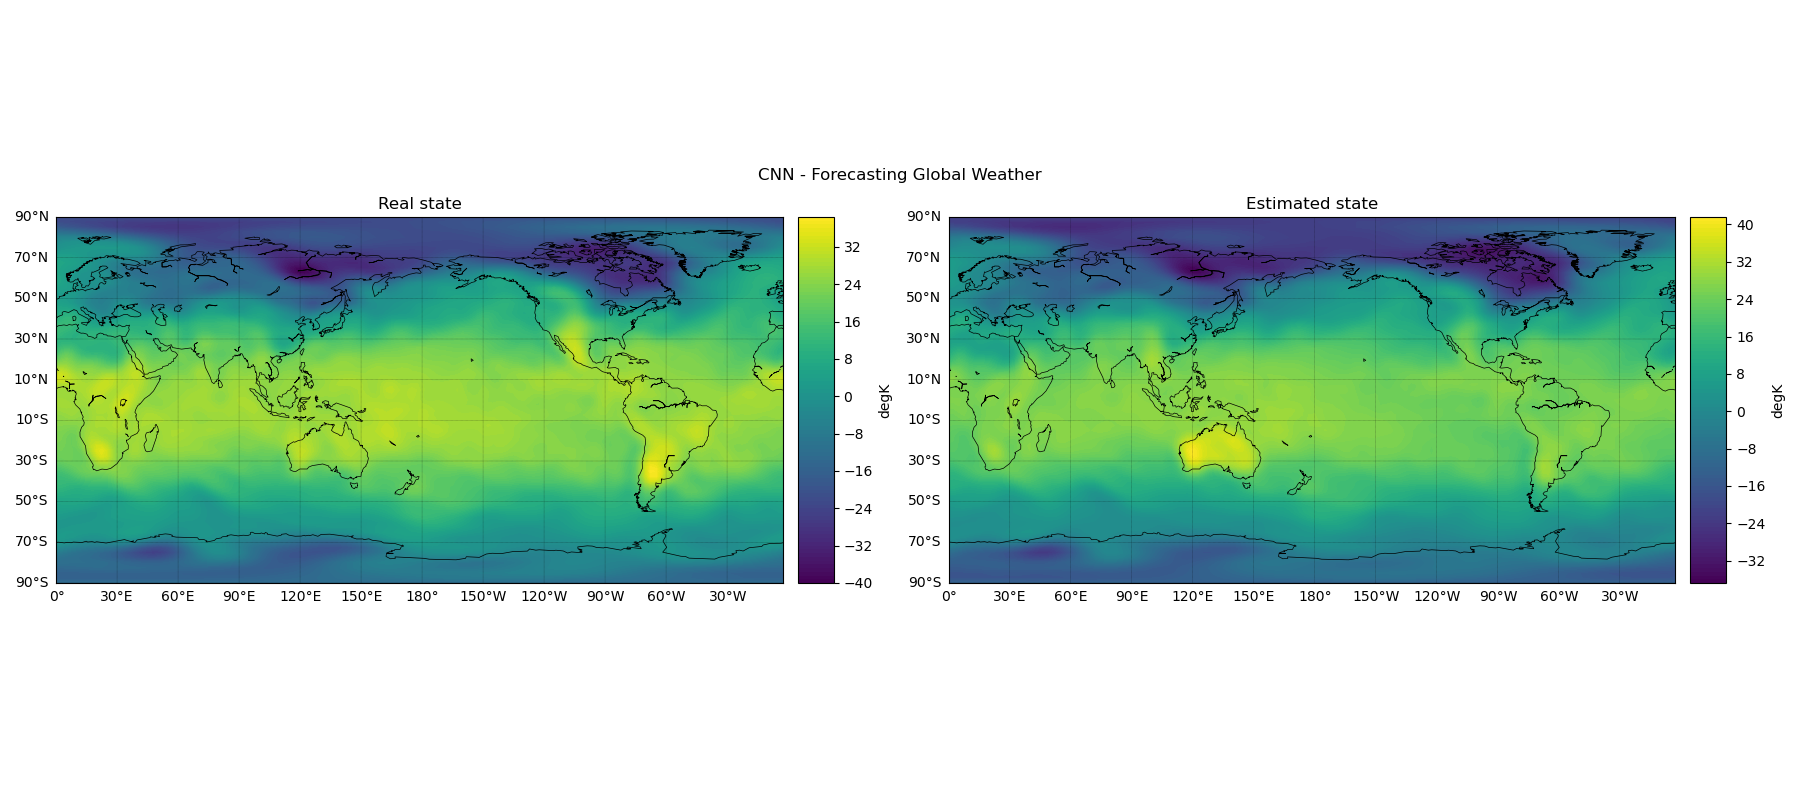 CNN - Forecasting Global Weather
Real state
90°N
70°N
50°N
30°N
10°N
10°S
30°S
50°S
70°S
90°S
0° 30°E 60°E 90°E 120°E 150°E 180° 150°W 120°W 90°W 60°W 30°W
32
24
16
8
0
−8
−16
−24
−32
−40
degK
Estimated state
90°N
70°N
50°N
30°N
10°N
10°S
30°S
50°S
70°S
90°S
0° 30°E 60°E 90°E 120°E 150°E 180° 150°W 120°W 90°W 60°W 30°W
40
32
24
16
8
0
−8
−16
−24
−32
degK